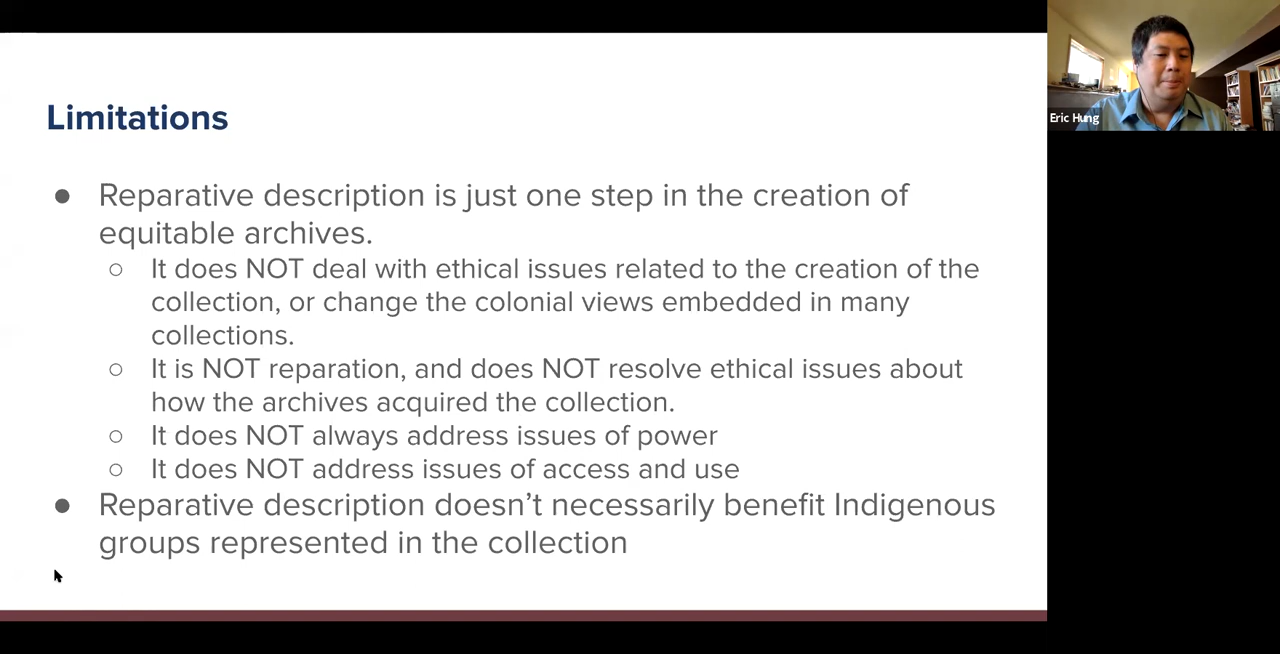 Limitations
● Reparative description is just one step in the creation of
equitable archives.
○ It does NOT deal with ethical issues related to the creation of the
collection, or change the colonial views embedded in many
collections.
○ It is NOT reparation, and does NOT resolve ethical issues about
how the archives acquired the collection.
○ It does NOT always address issues of power
○ It does NOT address issues of access and use
● Reparative description doesn’t necessarily benefit Indigenous
groups represented in the collection
Eric Hung